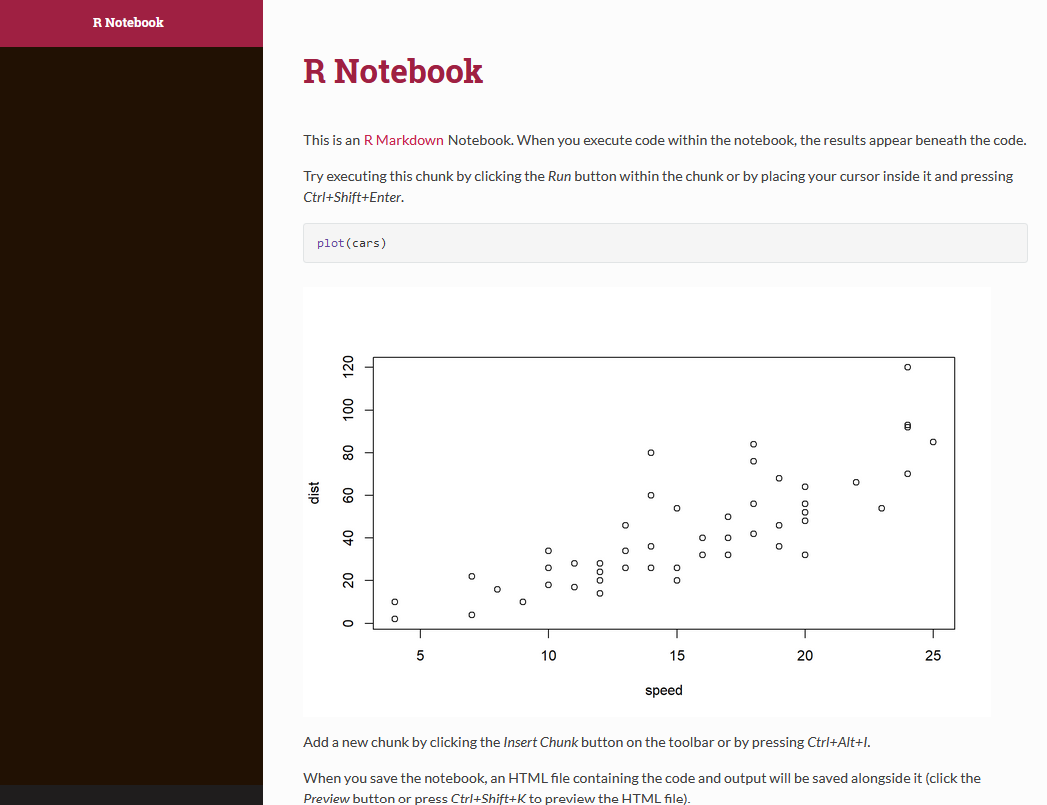 R Notebook
R Notebook
This is an R Markdown Notebook. When you execute code within the notebook, the results appear beneath the code.
Try executing this chunk by clicking the Run button within the chunk or by placing your cursor inside it and pressing
Ctrl+Shift+Enter.
plot(cars)
120
100
80
60
40
20
0
dist
5 10 15 20 25
speed
Add a new chunk by clicking the Insert Chunk button on the toolbar or by pressing Ctrl+Alt+I.
When you save the notebook, an HTML file containing the code and output will be saved alongside it (click the
Preview button or press Ctrl+Shift+K to preview the HTML file).